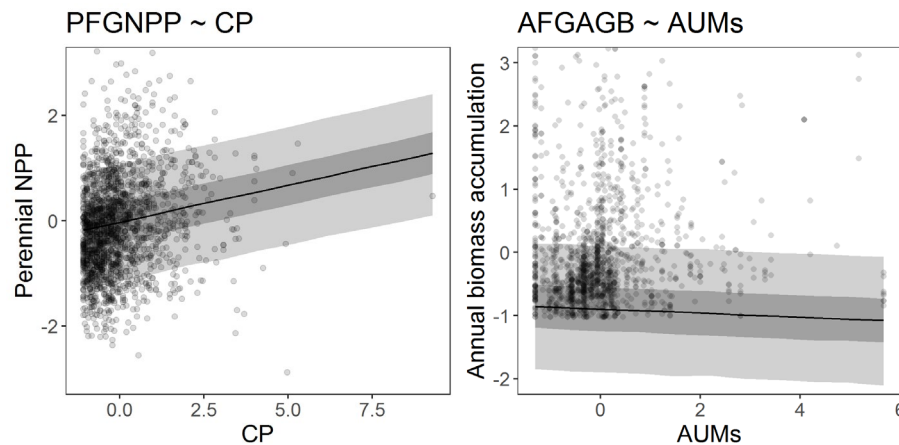 PFGNPP ~ CP
Perennial NPP
2
0
-2
0.0 2.5 5.0 7.5
CP
AFGAGB ~ AUMs
Annual biomass accumulation
3
2
1
0
-1
-2
0 2 4 6
AUMs